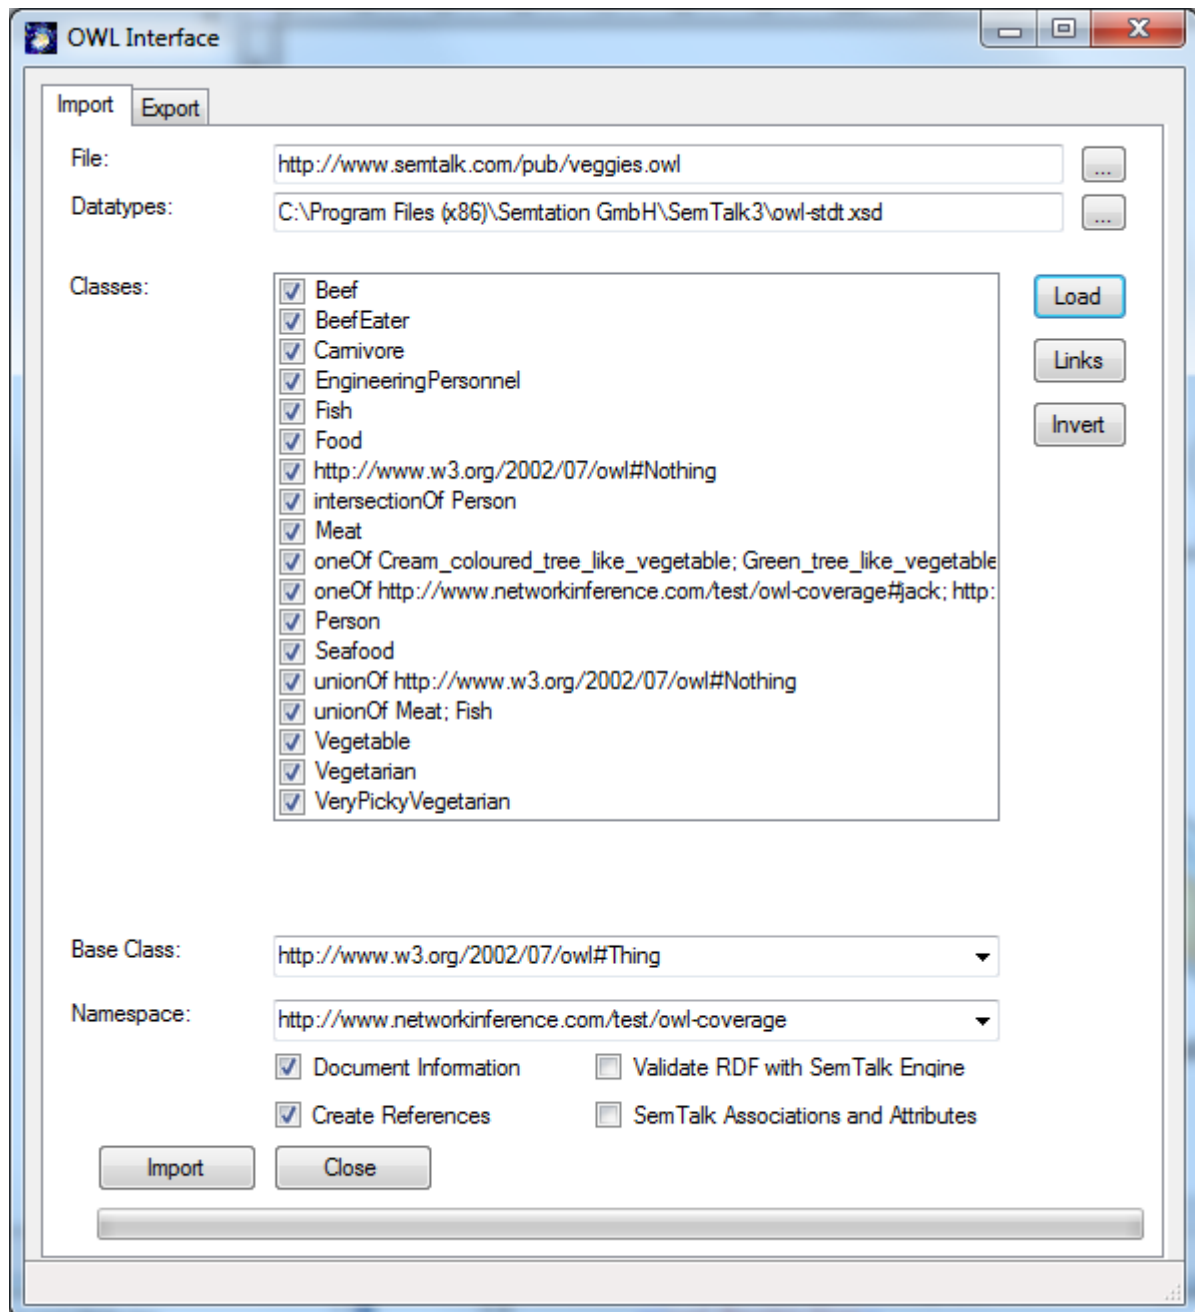 OWL Interface
Import Export
File: http://www.semtalk.com/pub/veggies.owl ...
Datatypes: C:\Program Files (x86)\Semtation GmbH\SemTalk3\owl-stdt.xsd ...
Classes:
Beef
BeefEater
Carnivore
EngineeringPersonnel
Fish
Food
http://www.w3.org/2002/07/owl#Nothing
intersectionOf Person
Meat
oneOf Cream_coloured_tree_like_vegetable; Green_tree_like_vegetable
oneOf http://www.networkinference.com/test/owl-coverage#jack; http:
Person
Seafood
unionOf http://www.w3.org/2002/07/owl#Nothing
unionOf Meat; Fish
Vegetable
Vegetarian
VeryPickyVegetarian
Load
Links
Invert
Base Class: http://www.w3.org/2002/07/owl#Thing
Namespace: http://www.networkinference.com/test/owl-coverage
Document Information Validate RDF with SemTalk Engine
Create References SemTalk Associations and Attributes
Import Close